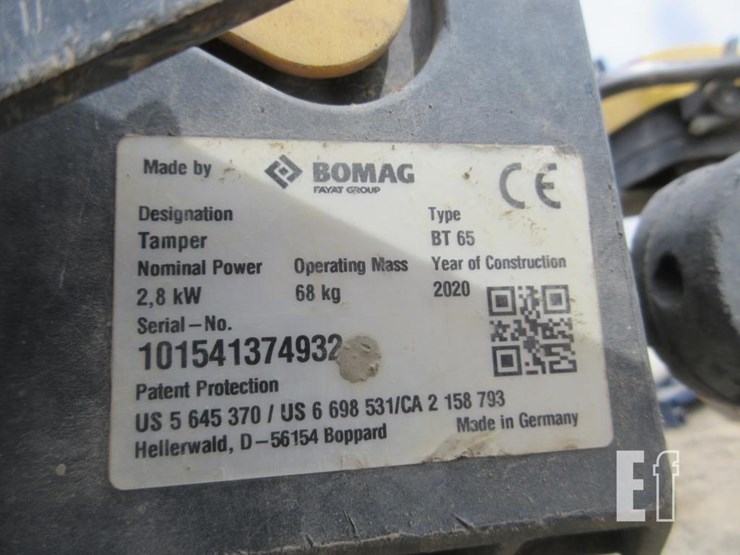 Made by BOMAG CE
FAYAT GROUP
Designation Type
Tamper BT 65
Nominal Power Operating Mass Year of Construction
2,8 kW 68 kg 2020
Serial-No.
101541374932
Patent Protection
US 5 645 370 / US 6 698 531/CA 2 158 793
Hellerwald, D-56154 Boppard Made in Germany
Ef